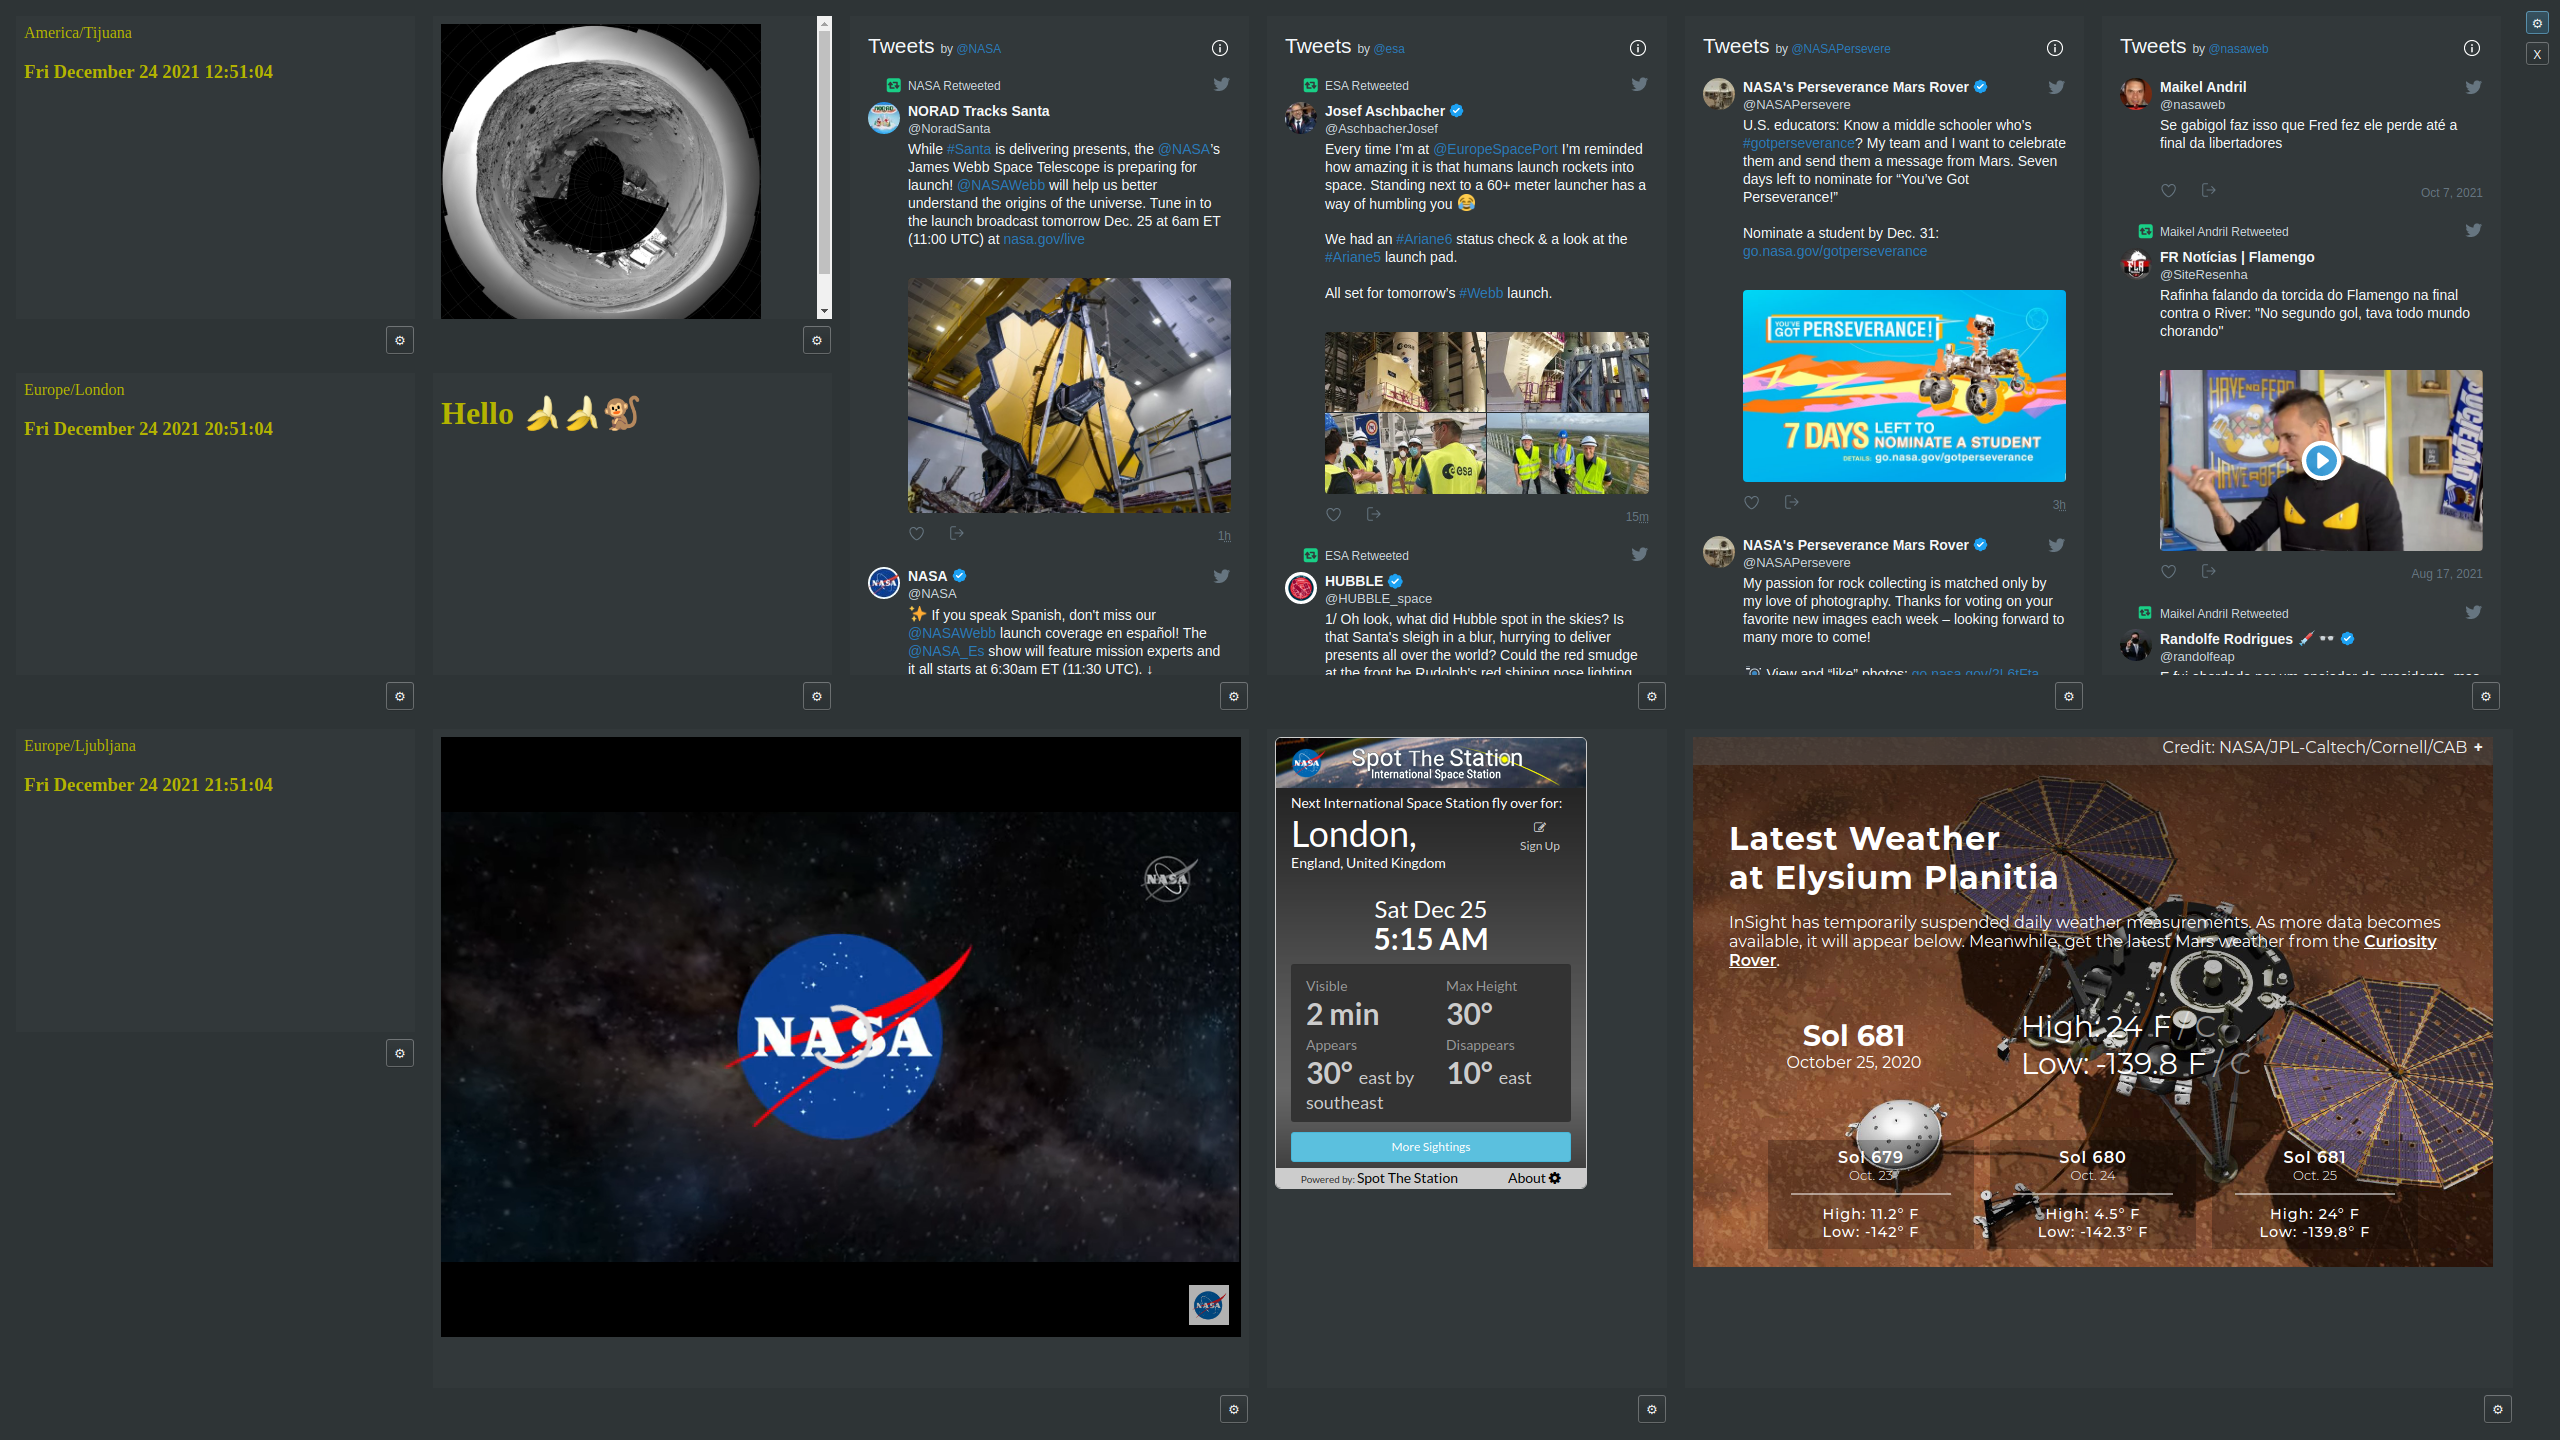 America/Tijuana
Fri December 24 2021 12:51:04
Europe/London
Fri December 24 2021 20:51:04
Hello 🍌🍌🐒
Tweets by @NASA
NASA Retweeted
NORAD Tracks Santa
@NoradSanta
While #Santa is delivering presents, the @NASA's
James Webb Space Telescope is preparing for
launch! @NASAWebb will help us better
understand the origins of the universe. Tune in to
the launch broadcast tomorrow Dec. 25 at 6am ET
(11:00 UTC) at nasa.gov/live
1h
NASA
@NASA
✨ If you speak Spanish, don't miss our
@NASAWebb launch coverage en español! The
@NASA_Es show will feature mission experts and
it all starts at 6:30am ET (11:30 UTC). ↓
Tweets by @esa
ESA Retweeted
Josef Aschbacher
@AschbacherJosef
Every time I'm at @EuropeSpacePort I'm reminded
how amazing it is that humans launch rockets into
space. Standing next to a 60+ meter launcher has a
way of humbling you 😂
We had an #Ariane6 status check & a look at the
#Ariane5 launch pad.
All set for tomorrow's #Webb launch.
esa
esa
15m
ESA Retweeted
HUBBLE
@HUBBLE_space
1/ Oh look, what did Hubble spot in the skies? Is
that Santa's sleigh in a blur, hurrying to deliver
presents all over the world? Could the red smudge
at the front be Rudolph's red shining nose lighting
Tweets by @NASAPersevere
NASA's Perseverance Mars Rover
@NASAPersevere
U.S. educators: Know a middle schooler who's
#gotperseverance? My team and I want to celebrate
them and send them a message from Mars. Seven
days left to nominate for “You've Got
Perseverance!”
Nominate a student by Dec. 31:
go.nasa.gov/gotperseverance
YOU'VE GOT PERSEVERANCE!
7 DAYS LEFT TO NOMINATE A STUDENT
DETAILS: go.nasa.gov/gotperseverance
3h
NASA's Perseverance Mars Rover
@NASAPersevere
My passion for rock collecting is matched only by
my love of photography. Thanks for voting on your
favorite new images each week – looking forward to
many more to come!
View and “like” photos: go.nasa.gov/2L6tFta
Tweets by @nasaweb
Maikel Andril
@nasaweb
Se gabigol faz isso que Fred fez ele perde até a
final da libertadores
Oct 7, 2021
Maikel Andril Retweeted
FR Notícias | Flamengo
@SiteResenha
Rafinha falando da torcida do Flamengo na final
contra o River: "No segundo gol, tava todo mundo
chorando"
HAVE NO FEAR
SUCJEDAO
Aug 17, 2021
Maikel Andril Retweeted
Randolfe Rodrigues
@randolfeap
E fui abordado por um apoiador do presidente, mas
X
Europe/Ljubljana
Fri December 24 2021 21:51:04
NASA
NASA
NASA
NASA
Spot The Station
International Space Station
Next International Space Station fly over for:
London,
Sign Up
England, United Kingdom
Sat Dec 25
5:15 AM
Visible Max Height
2 min 30°
Appears Disappears
30° east by 10° east
southeast
More Sightings
Powered by: Spot The Station About
Credit: NASA/JPL-Caltech/Cornell/CAB +
Latest Weather
at Elysium Planitia
InSight has temporarily suspended daily weather measurements. As more data becomes
available, it will appear below. Meanwhile, get the latest Mars weather from the Curiosity
Rover.
Sol 681
October 25, 2020
High: 24 F / C
Low: -139.8 F / C
Sol 679 Sol 680 Sol 681
Oct. 23 Oct. 24 Oct. 25
High: 11.2° F High: 4.5° F High: 24° F
Low: -142° F Low: -142.3° F Low: -139.8° F